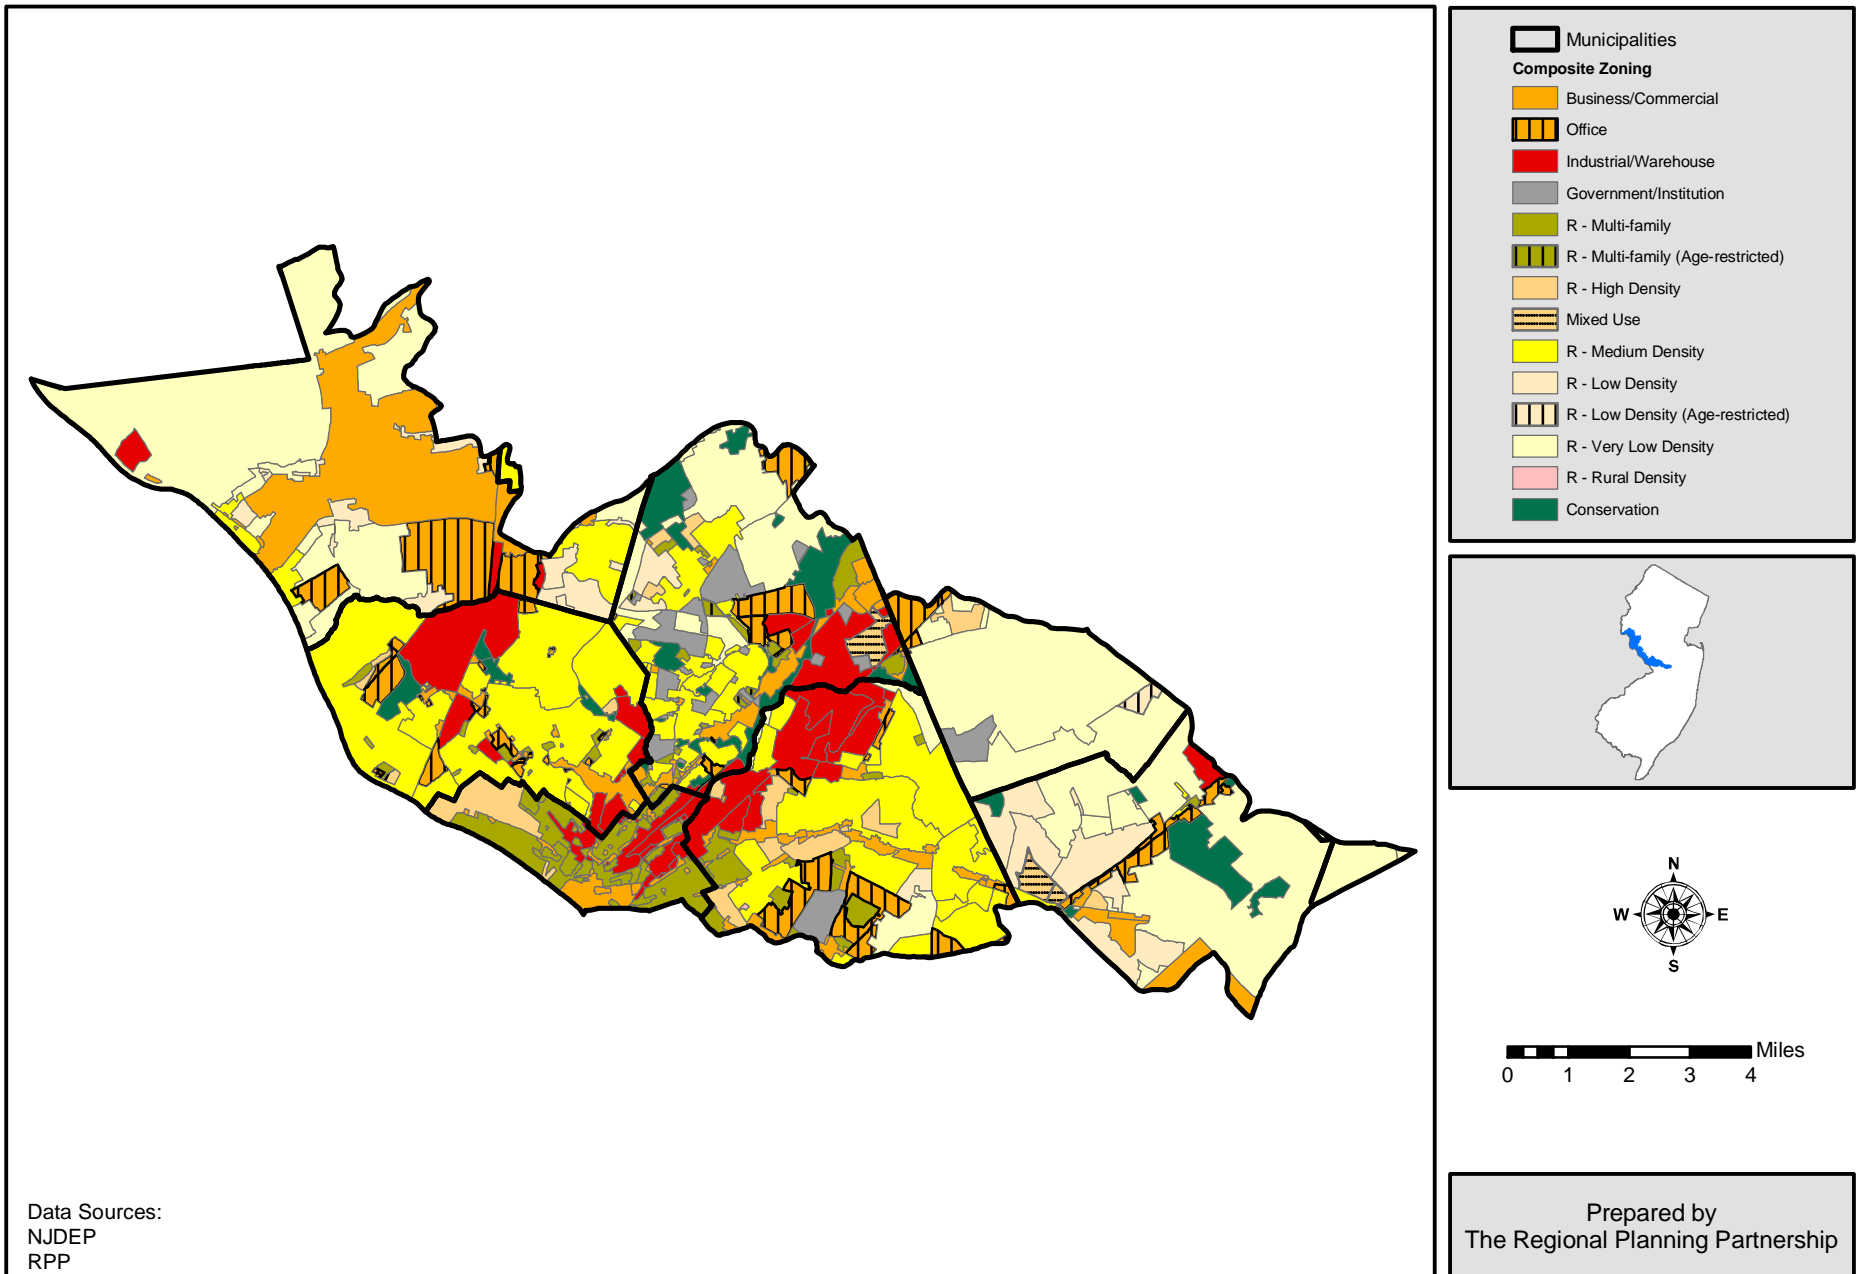 Municipalities
Composite Zoning
Business/Commercial
Office
Industrial/Warehouse
Government/Institution
R - Multi-family
R - Multi-family (Age-restricted)
R - High Density
Mixed Use
R - Medium Density
R - Low Density
R - Low Density (Age-restricted)
R - Very Low Density
R - Rural Density
Conservation
N
W E
S
Miles
0 1 2 3 4
Data Sources:
NJDEP
RPP
Prepared by
The Regional Planning Partnership